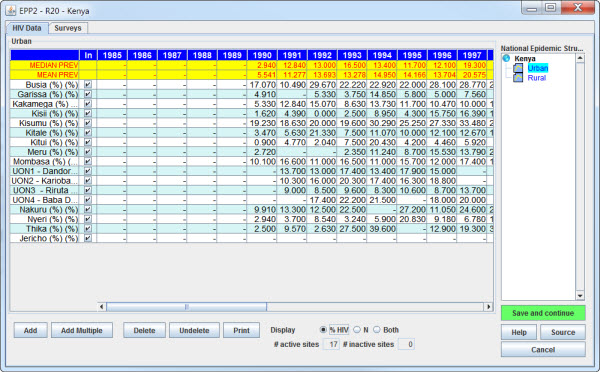 EPP2 - R20 - Kenya
HIV Data Surveys
Urban
In 1985 1986 1987 1988 1989 1990 1991 1992 1993 1994 1995 1996 1997
MEDIAN PREV - - - - - 2.940 12.840 13.000 16.500 13.400 11.700 12.100 19.300
MEAN PREV - - - - - 5.541 11.277 13.693 13.278 14.950 14.166 13.704 20.575
Busia (%) (%) - - - - - 17.070 10.490 29.670 22.220 22.920 22.000 28.100 28.770 2
Garissa (%) (... - - - - - 4.910 - 5.330 3.750 14.850 5.800 5.000 7.560
Kakamega (%) ... - - - - - 5.330 12.840 15.070 8.630 13.730 11.700 10.470 10.000 1
Kisii (%) (%) - - - - - 1.620 4.390 0.000 2.500 8.950 4.300 15.750 16.390 1
Kisumu (%) (%) - - - - - 19.230 18.630 20.000 19.600 30.290 25.250 27.330 33.480 2
Kitale (%) (%) - - - - - 3.470 5.630 21.330 7.500 11.070 10.000 12.100 12.670 1
Kitui (%) (%) - - - - - 0.900 4.770 2.040 7.500 20.430 4.200 4.460 5.920
Meru (%) (%) - - - - - 2.720 - - 2.350 11.240 8.700 15.530 13.790 2
Mombasa (%) (%) - - - - - 10.100 16.600 11.000 16.500 11.000 15.700 12.000 17.400 1
UON1 - Dandor... - - - - - - 13.700 13.000 17.400 13.400 17.900 15.000 -
UON2 - Karioba... - - - - - - 10.300 16.000 20.300 17.400 16.300 18.800 -
UON3 - Riruta ... - - - - - - 9.000 8.500 9.600 8.300 10.600 8.700 13.700
UON4 - Baba D... - - - - - - - 17.400 22.200 21.500 - 18.000 20.000
Nakuru (%) (%) - - - - - 9.910 13.300 12.500 22.500 - 27.200 11.050 24.600 2
Nyeri (%) (%) - - - - - 2.940 3.700 8.540 3.240 5.900 20.830 9.180 6.780 1
Thika (%) (%) - - - - - 2.500 9.570 2.630 27.500 39.600 - 12.900 19.300 3
Jericho (%) (%) - - - - - - - - - - - - -
National Epidemic Stru...
Kenya
Urban
Rural
Save and continue
Help Source
Cancel
Add Add Multiple Delete Undelete Print Display % HIV N Both
# active sites 17 # inactive sites 0